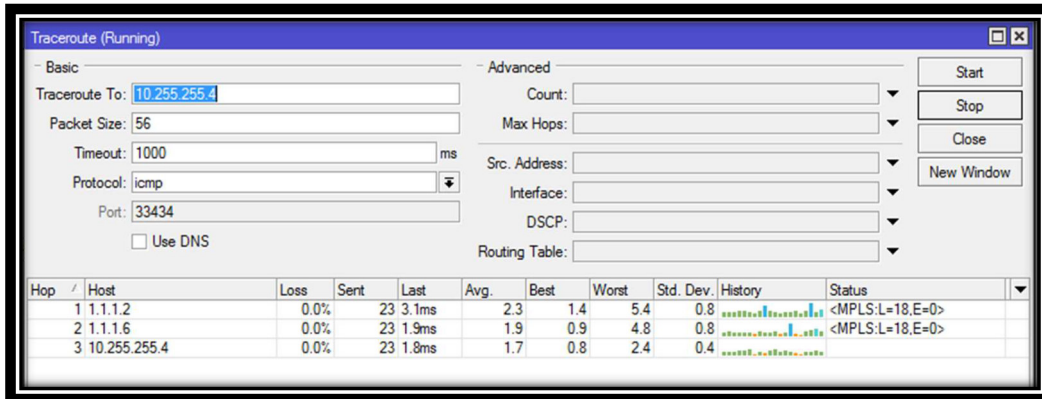 Traceroute (Running)
Basic
Traceroute To: 10.255.255.4
Packet Size: 56
Timeout: 1000 ms
Protocol: icmp
Port: 33434
Use DNS
Advanced
Count:
Max Hops:
Src. Address:
Interface:
DSCP:
Routing Table:
Start
Stop
Close
New Window
Hop / Host Loss Sent Last Avg. Best Worst Std. Dev. History Status
1 1.1.1.2 0.0% 23 3.1ms 2.3 1.4 5.4 0.8 <MPLS:L=18,E=0>
2 1.1.1.6 0.0% 23 1.9ms 1.9 0.9 4.8 0.8 <MPLS:L=18,E=0>
3 10.255.255.4 0.0% 23 1.8ms 1.7 0.8 2.4 0.4